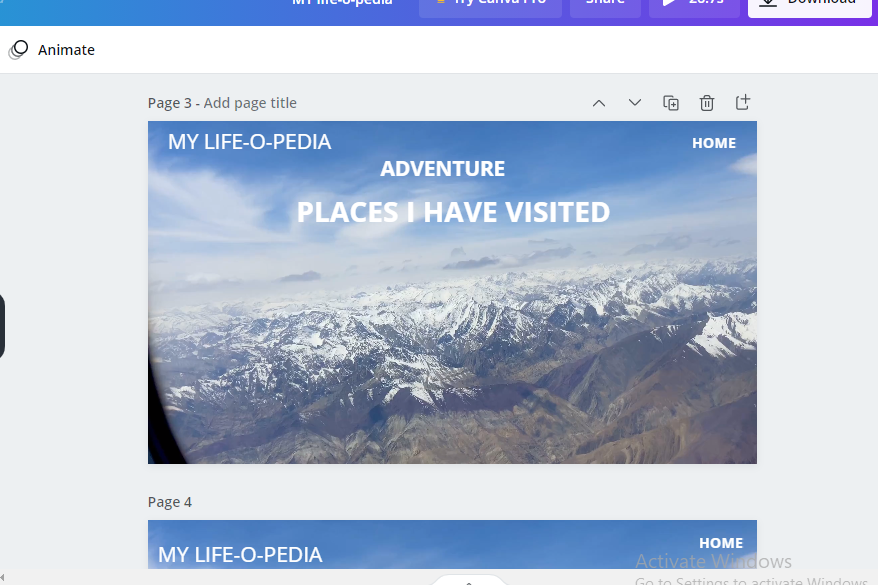 MY life-o-pedia Try Canva Pro Share 20.7s Download
Animate
Page 3 - Add page title
MY LIFE-O-PEDIA
HOME
ADVENTURE
PLACES I HAVE VISITED
Page 4
MY LIFE-O-PEDIA
HOME
Activate Windows
Go to Settings to activate Windows.